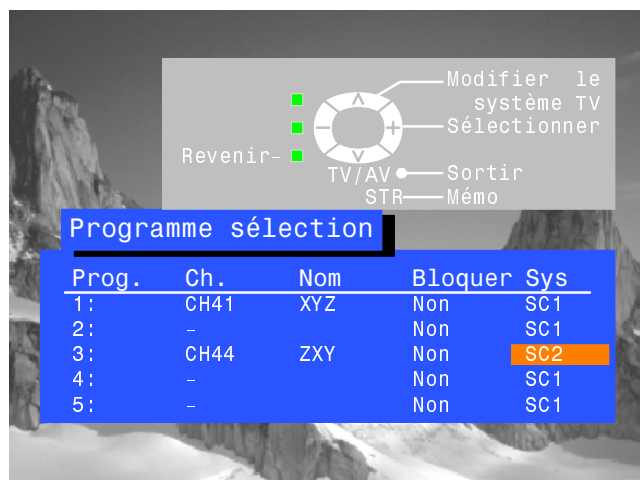 Modifier le
système TV
Sélectionner
Revenir
TV/AV Sortir
STR Mémo
Programme sélection
Prog. Ch. Nom Bloquer Sys
1: CH41 XYZ Non SC1
2: – Non SC1
3: CH44 ZXY Non SC2
4: – Non SC1
5: – Non SC1